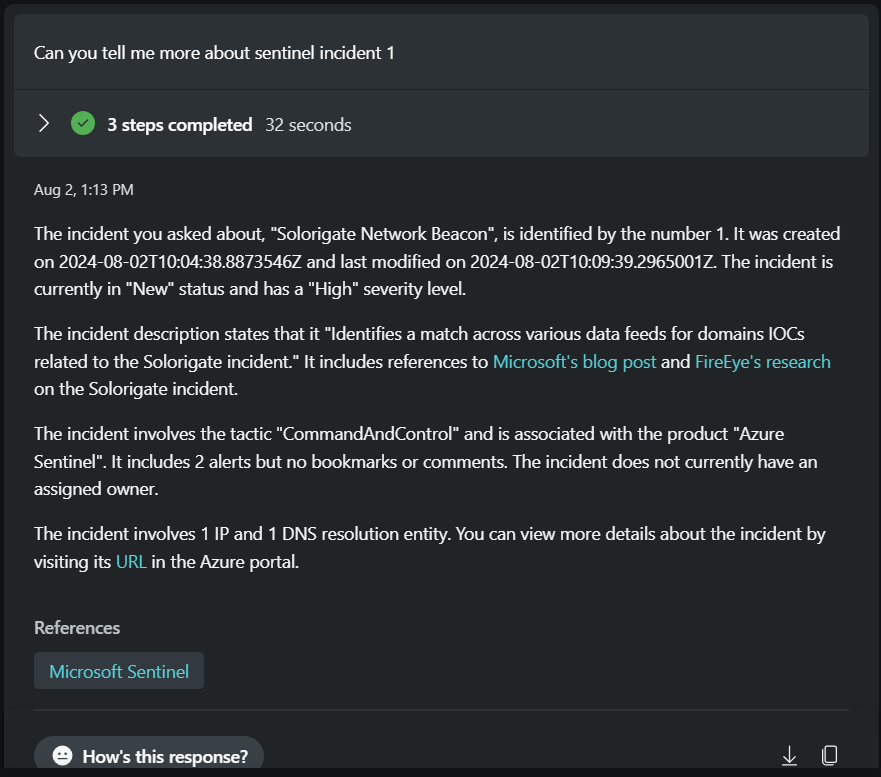 Can you tell me more about sentinel incident 1
3 steps completed 32 seconds
Aug 2, 1:13 PM
The incident you asked about, "Solorigate Network Beacon", is identified by the number 1. It was created
on 2024-08-02T10:04:38.8873546Z and last modified on 2024-08-02T10:09:39.2965001Z. The incident is
currently in "New" status and has a "High" severity level.
The incident description states that it "Identifies a match across various data feeds for domains IOCs
related to the Solorigate incident." It includes references to Microsoft's blog post and FireEye's research
on the Solorigate incident.
The incident involves the tactic "CommandAndControl" and is associated with the product "Azure
Sentinel". It includes 2 alerts but no bookmarks or comments. The incident does not currently have an
assigned owner.
The incident involves 1 IP and 1 DNS resolution entity. You can view more details about the incident by
visiting its URL in the Azure portal.
References
Microsoft Sentinel
How's this response?